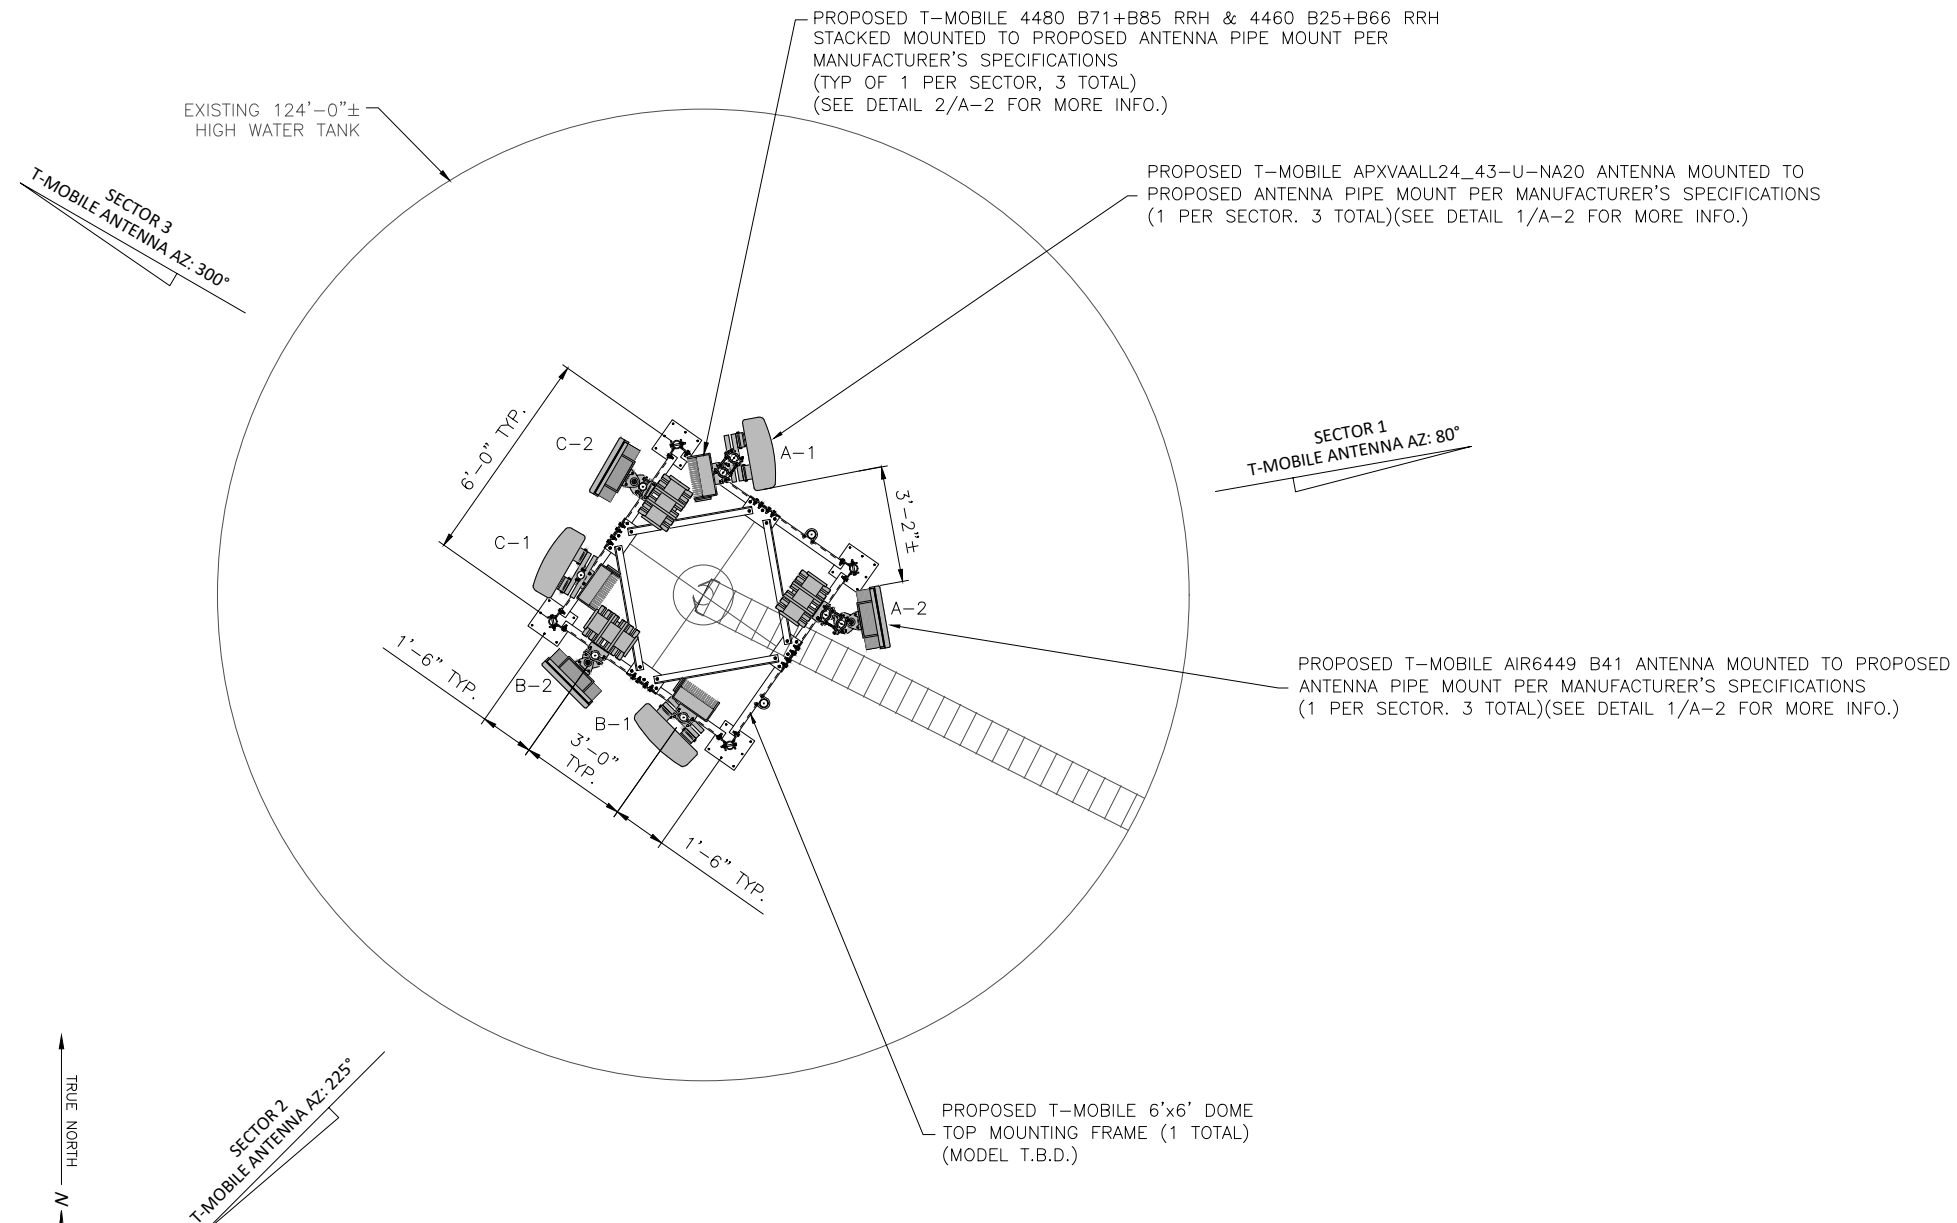 PROPOSED T-MOBILE 4480 B71+B85 RRH & 4460 B25+B66 RRH
STACKED MOUNTED TO PROPOSED ANTENNA PIPE MOUNT PER
MANUFACTURER'S SPECIFICATIONS
(TYP OF 1 PER SECTOR, 3 TOTAL)
(SEE DETAIL 2/A-2 FOR MORE INFO.)
EXISTING 124'-0"±
HIGH WATER TANK
PROPOSED T-MOBILE APXVAALL24_43-U-NA20 ANTENNA MOUNTED TO
PROPOSED ANTENNA PIPE MOUNT PER MANUFACTURER'S SPECIFICATIONS
(1 PER SECTOR. 3 TOTAL)(SEE DETAIL 1/A-2 FOR MORE INFO.)
SECTOR 3
T-MOBILE ANTENNA AZ: 300°
SECTOR 1
T-MOBILE ANTENNA AZ: 80°
6'-0" TYP.
C-2
A-1
3'-2"±
C-1
A-2
1'-6" TYP.
B-2
B-1
3'-0"
TYP.
1'-6" TYP.
PROPOSED T-MOBILE AIR6449 B41 ANTENNA MOUNTED TO PROPOSED
ANTENNA PIPE MOUNT PER MANUFACTURER'S SPECIFICATIONS
(1 PER SECTOR. 3 TOTAL)(SEE DETAIL 1/A-2 FOR MORE INFO.)
PROPOSED T-MOBILE 6'x6' DOME
TOP MOUNTING FRAME (1 TOTAL)
(MODEL T.B.D.)
SECTOR 2
T-MOBILE ANTENNA AZ: 225°
TRUE NORTH
N